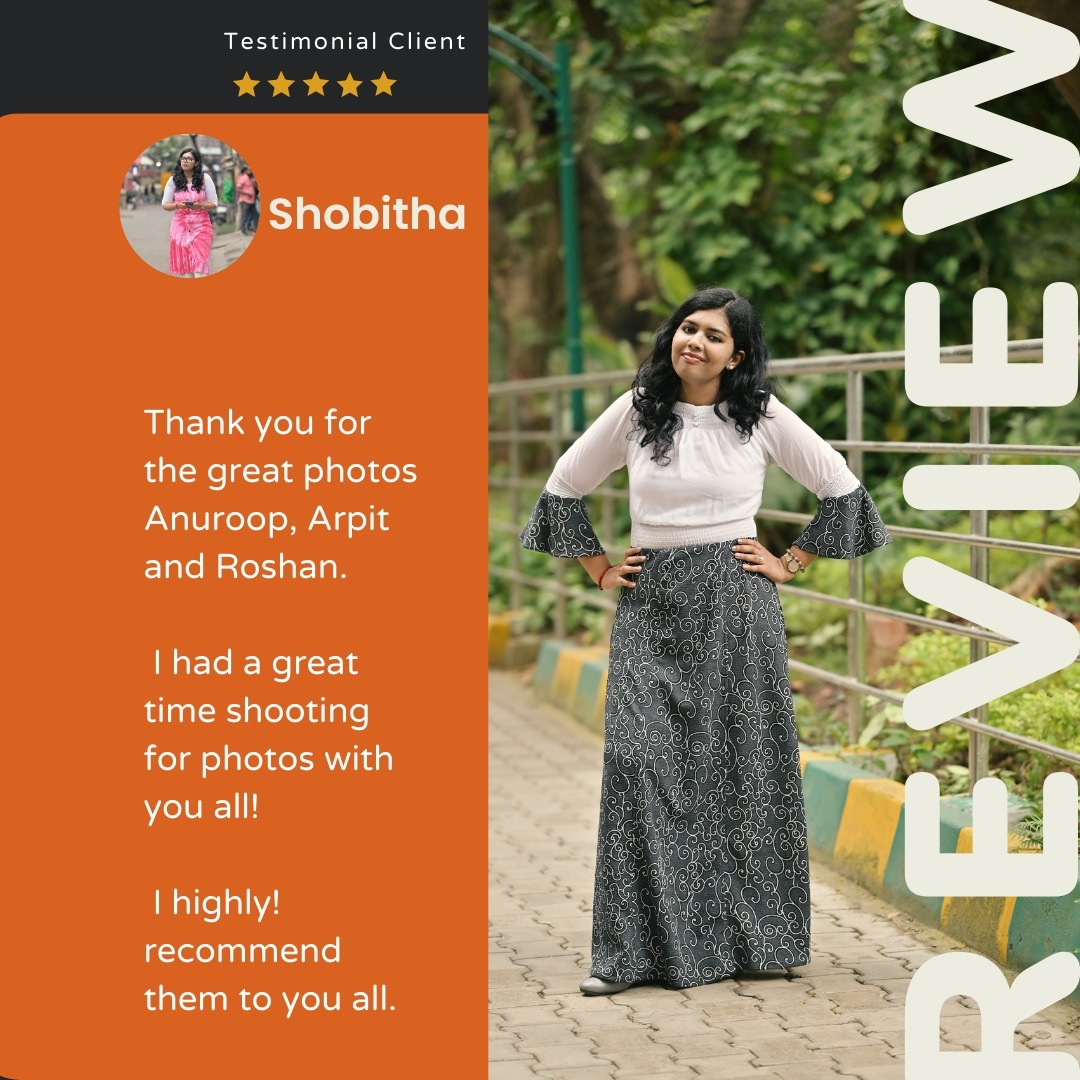 Testimonial Client
Shobitha
Thank you for
the great photos
Anuroop, Arpit
and Roshan.
I had a great
time shooting
for photos with
you all!
I highly!
recommend
them to you all.
REVIEW